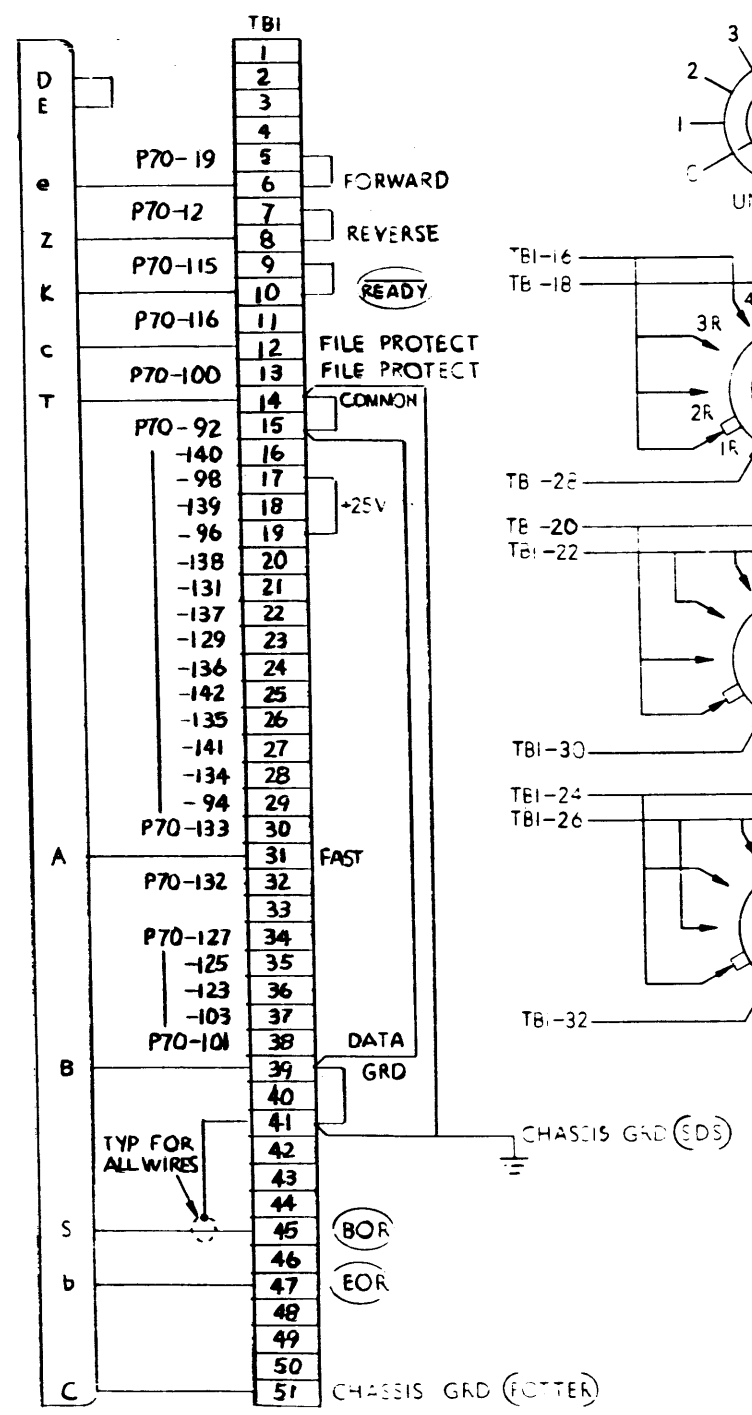 TB1
1
D 2
E 3
4
P70-19 5
e 6 FORWARD
P70-12 7
Z 8 REVERSE
P70-115 9
K 10 READY
P70-116 11
c 12 FILE PROTECT
P70-100 13 FILE PROTECT
T 14 COMMON
P70-92 15
-140 16
-98 17
-139 18 +25V
-96 19
-138 20
-131 21
-137 22
-129 23
-136 24
-142 25
-135 26
-141 27
-134 28
-94 29
P70-133 30
A 31 FAST
P70-132 32
33
P70-127 34
-125 35
-123 36
-103 37
P70-101 38 DATA
B 39 GRD
40
41
TYP FOR
ALL WIRES
42
43
44
S 45 BOR
46
b 47 EOR
48
49
50
C 51 CHASSIS GRD (POTTER)
CHASSIS GRD (SDS)
3
2
1
C
TB1-16
TB1-18
3R
2R
1R
4
TB1-28
TB1-20
TB1-22
TB1-30
TB1-24
TB1-26
TB1-32